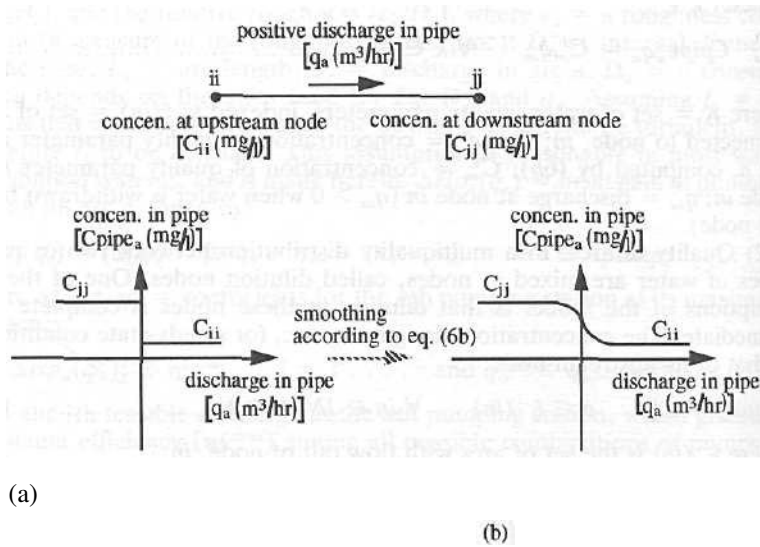 positive discharge in pipe
[qa (m³/hr)]
ii
jj
concen. at upstream node
[Cii (mg/l)]
concen. at downstream node
[Cjj (mg/l)]
concen. in pipe
[Cpipea (mg/l)]
Cjj
Cii
discharge in pipe
[qa (m³/hr)]
smoothing
according to eq. (6b)
concen. in pipe
[Cpipea (mg/l)]
Cjj
Cii
discharge in pipe
[qa (m³/hr)]
(a)
(b)